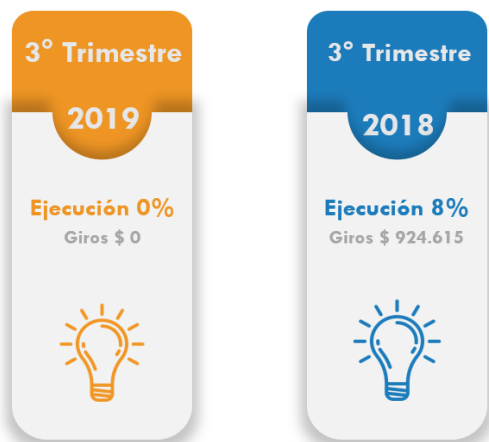 3° Trimestre
2019
Ejecución 0%
Giros $ 0
3° Trimestre
2018
Ejecución 8%
Giros $ 924.615